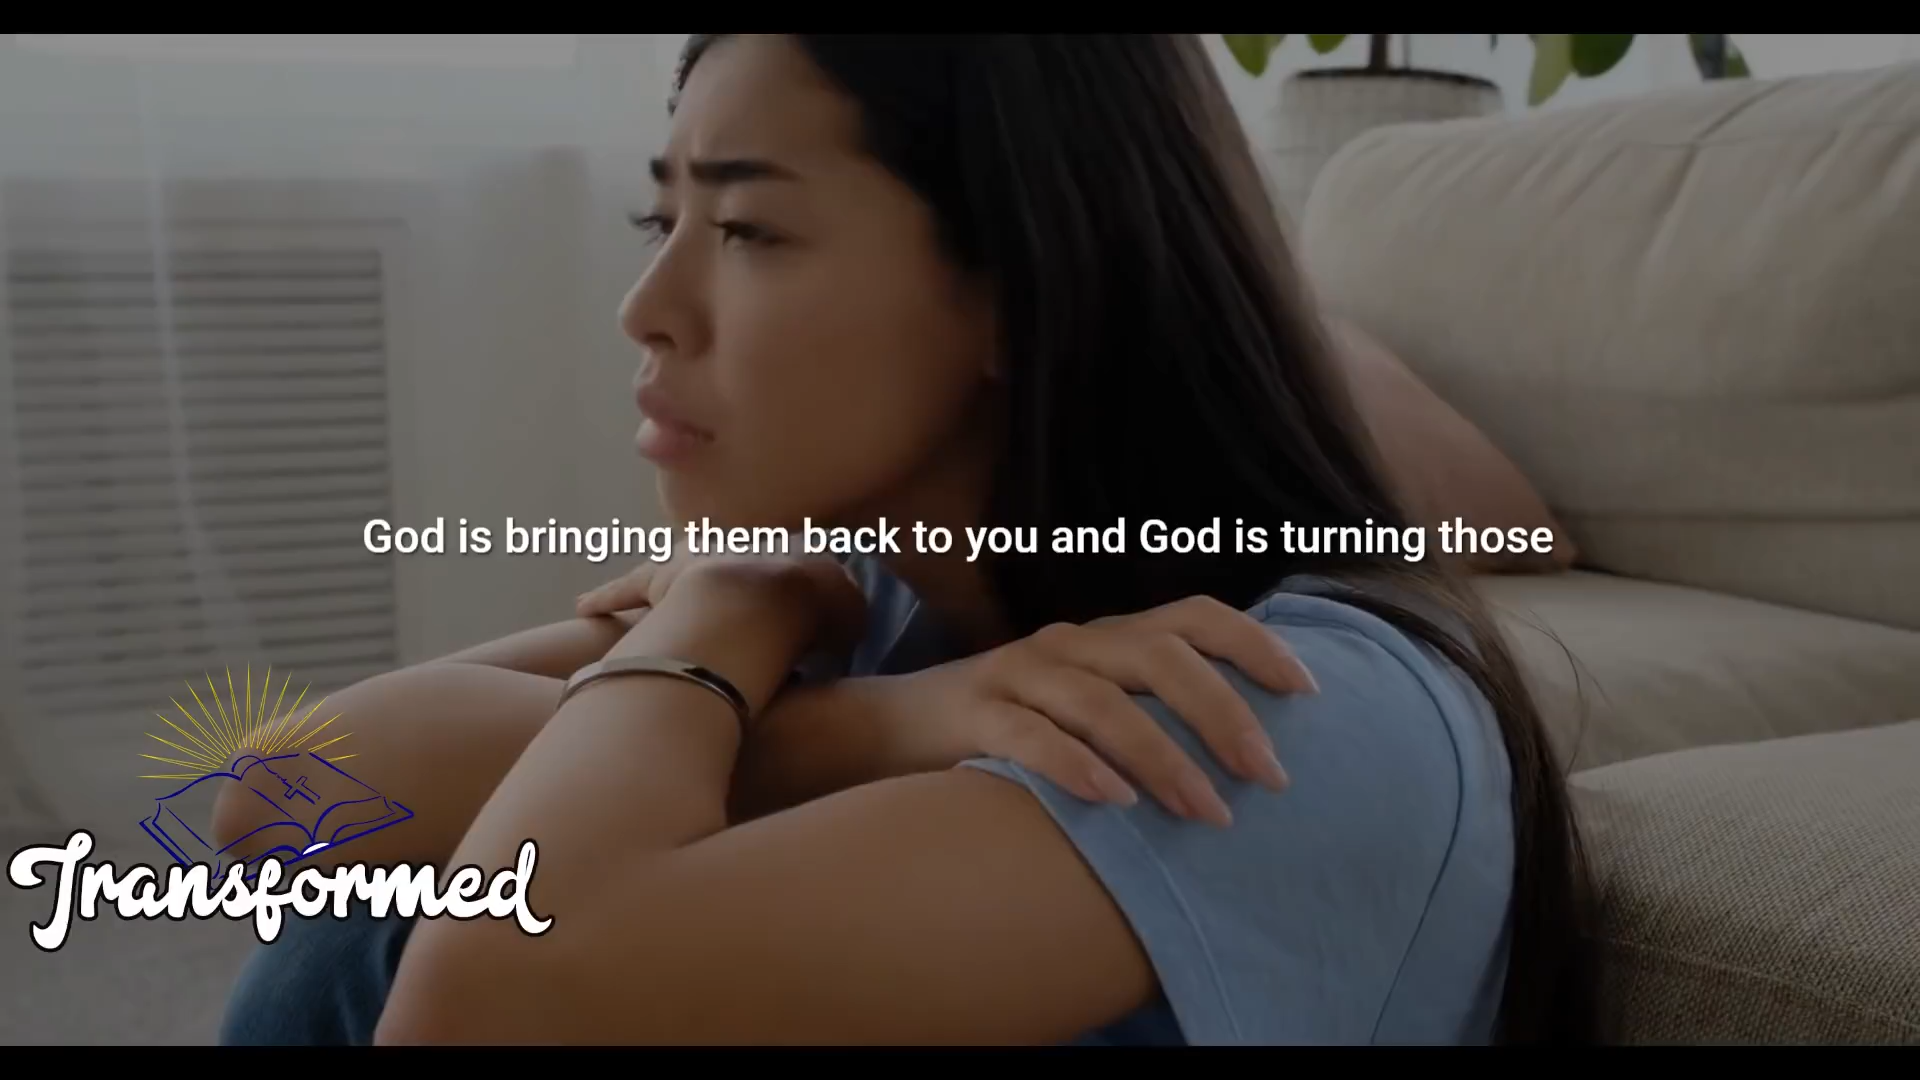 God is bringing them back to you and God is turning those
Transformed